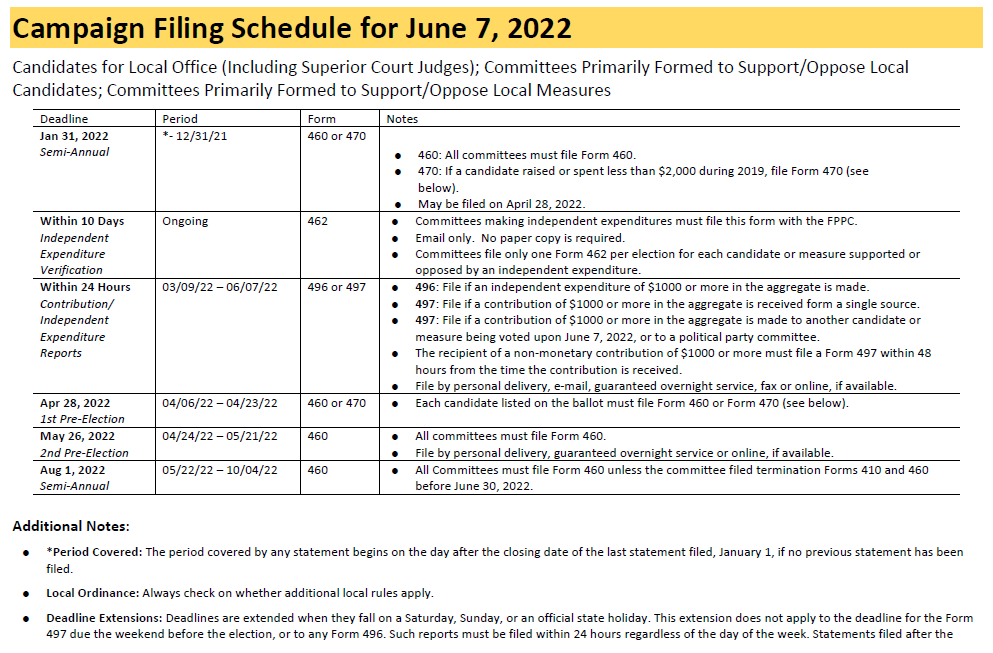 Campaign Filing Schedule for June 7, 2022
Candidates for Local Office (Including Superior Court Judges); Committees Primarily Formed to Support/Oppose Local
Candidates; Committees Primarily Formed to Support/Oppose Local Measures
Deadline Period Form Notes
Jan 31, 2022 *- 12/31/21 460 or 470
Semi-Annual
● 460: All committees must file Form 460.
● 470: If a candidate raised or spent less than $2,000 during 2019, file Form 470 (see
below).
● May be filed on April 28, 2022.
Within 10 Days Ongoing 462 ● Committees making independent expenditures must file this form with the FPPC.
Independent ● Email only. No paper copy is required.
Expenditure ● Committees file only one Form 462 per election for each candidate or measure supported or
Verification opposed by an independent expenditure.
Within 24 Hours 03/09/22 – 06/07/22 496 or 497 ● 496: File if an independent expenditure of $1000 or more in the aggregate is made.
Contribution/ ● 497: File if a contribution of $1000 or more in the aggregate is received form a single source.
Independent ● 497: File if a contribution of $1000 or more in the aggregate is made to another candidate or
Expenditure measure being voted upon June 7, 2022, or to a political party committee.
Reports ● The recipient of a non-monetary contribution of $1000 or more must file a Form 497 within 48
hours from the time the contribution is received.
● File by personal delivery, e-mail, guaranteed overnight service, fax or online, if available.
Apr 28, 2022 04/06/22 – 04/23/22 460 or 470 ● Each candidate listed on the ballot must file Form 460 or Form 470 (see below).
1st Pre-Election
May 26, 2022 04/24/22 – 05/21/22 460 ● All committees must file Form 460.
2nd Pre-Election ● File by personal delivery, guaranteed overnight service or online, if available.
Aug 1, 2022 05/22/22 – 10/04/22 460 ● All Committees must file Form 460 unless the committee filed termination Forms 410 and 460
Semi-Annual before June 30, 2022.
Additional Notes:
● *Period Covered: The period covered by any statement begins on the day after the closing date of the last statement filed, January 1, if no previous statement has been
filed.
● Local Ordinance: Always check on whether additional local rules apply.
● Deadline Extensions: Deadlines are extended when they fall on a Saturday, Sunday, or an official state holiday. This extension does not apply to the deadline for the Form
497 due the weekend before the election, or to any Form 496. Such reports must be filed within 24 hours regardless of the day of the week. Statements filed after the